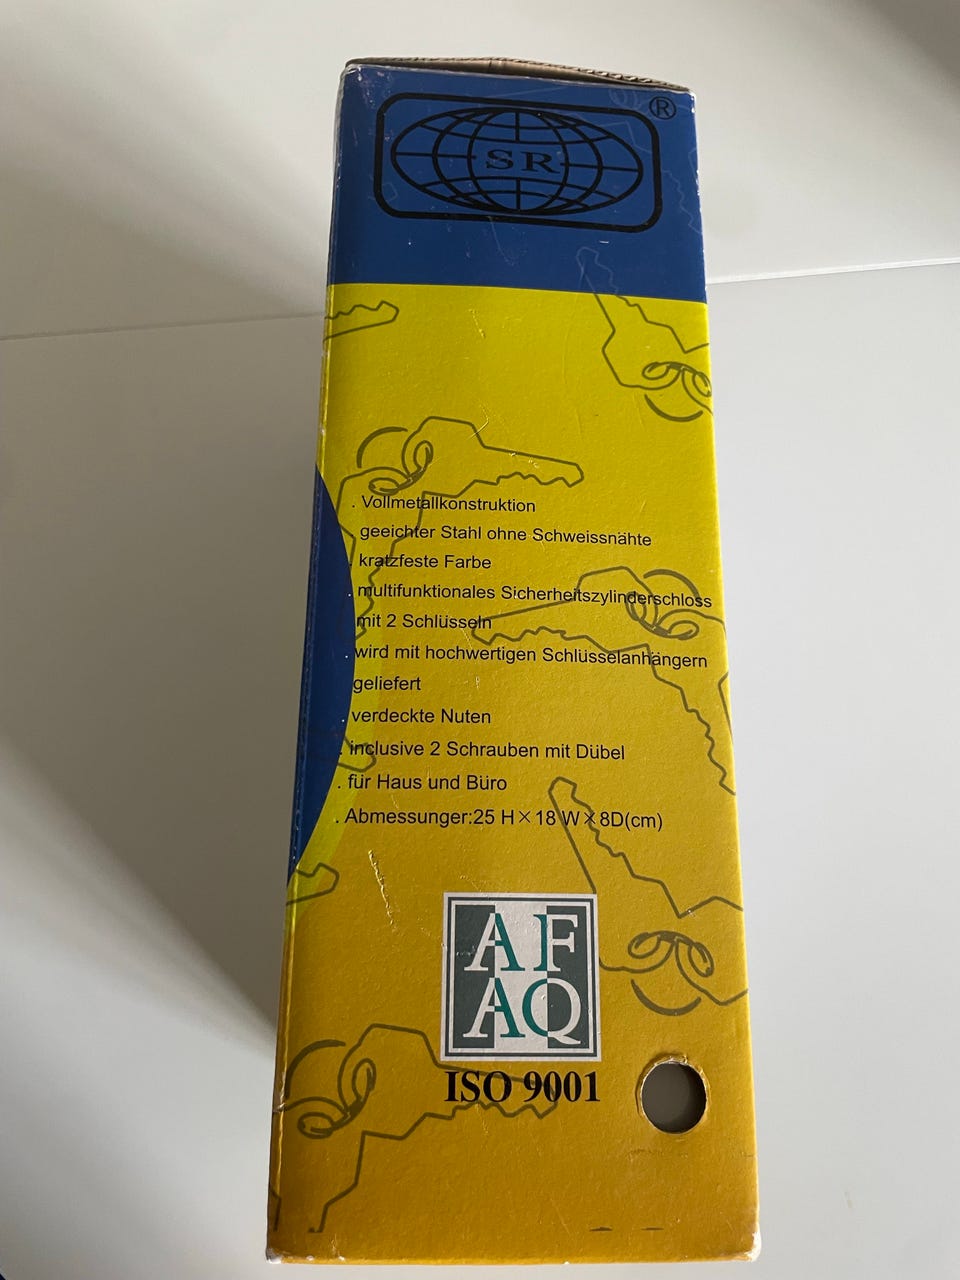 ®
SR
. Vollmetallkonstruktion
geeichter Stahl ohne Schweissnähte
. kratzfeste Farbe
. multifunktionales Sicherheitszylinderschloss
mit 2 Schlüsseln
. wird mit hochwertigen Schlüsselanhängern
geliefert
. verdeckte Nuten
. inclusive 2 Schrauben mit Dübel
. für Haus und Büro
. Abmessunger:25 H×18 W×8D(cm)
AF
AQ
ISO 9001